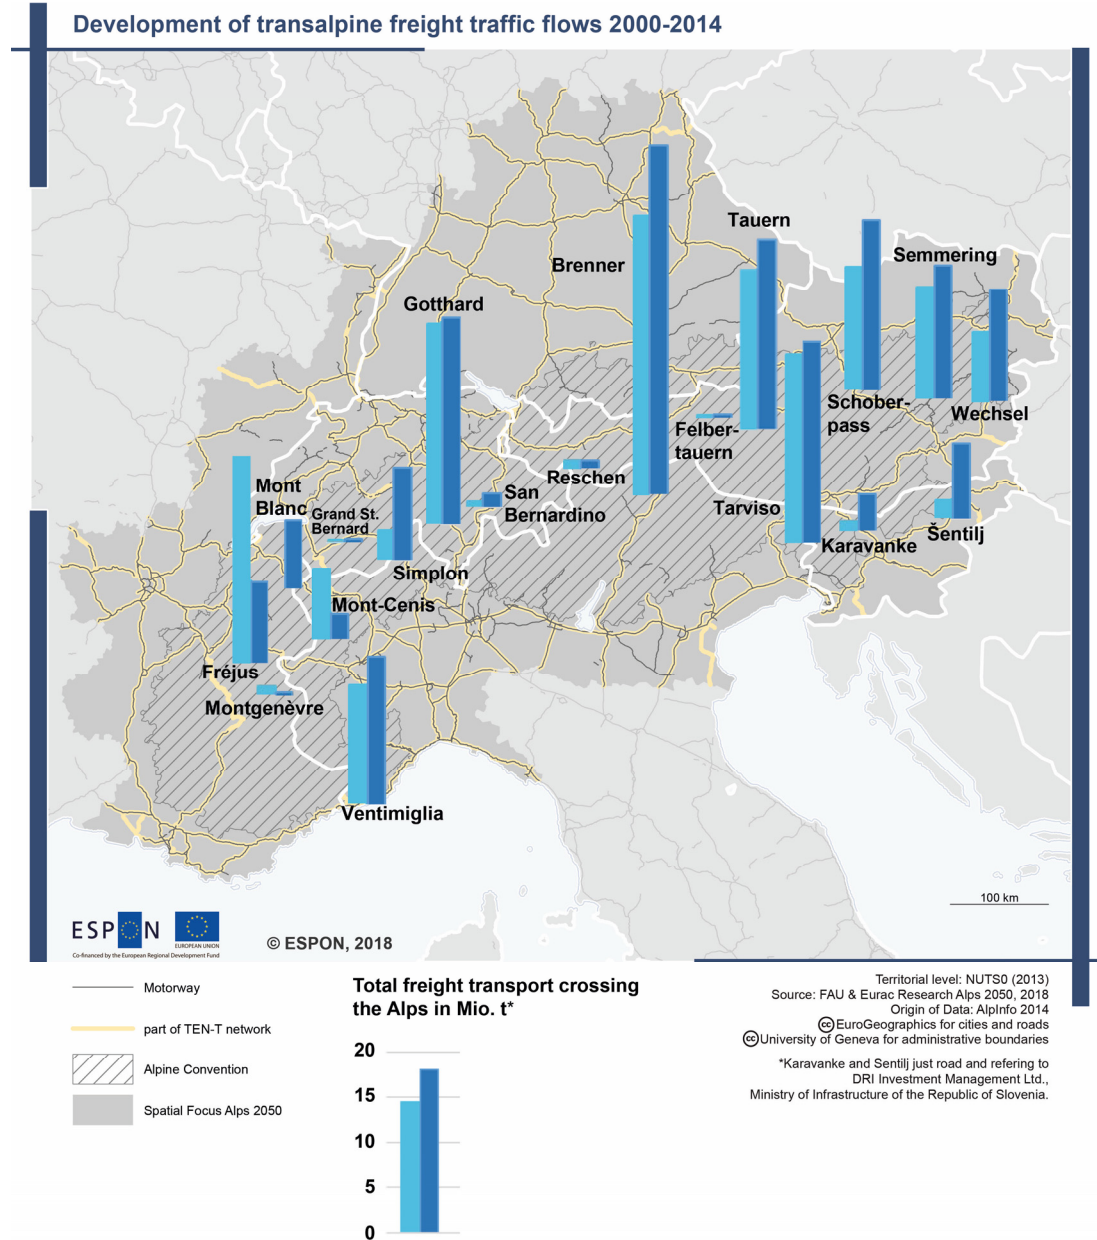 Development of transalpine freight traffic flows 2000-2014
Tauern
Semmering
Brenner
Gotthard
Schober-
pass
Wechsel
Felber-
tauern
Reschen
Mont
Blanc
Grand St.
Bernard
San
Bernardino
Tarviso
Šentilj
Karavanke
Simplon
Mont-Cenis
Fréjus
Montgenèvre
Ventimiglia
100 km
ESPON
EUROPEAN UNION
Co-financed by the European Regional Development Fund
© ESPON, 2018
Motorway
part of TEN-T network
Alpine Convention
Spatial Focus Alps 2050
Total freight transport crossing
the Alps in Mio. t*
20
15
10
5
0
Territorial level: NUTS0 (2013)
Source: FAU & Eurac Research Alps 2050, 2018
Origin of Data: AlpInfo 2014
cc EuroGeographics for cities and roads
cc University of Geneva for administrative boundaries
*Karavanke and Sentilj just road and refering to
DRI Investment Management Ltd.,
Ministry of Infrastructure of the Republic of Slovenia.